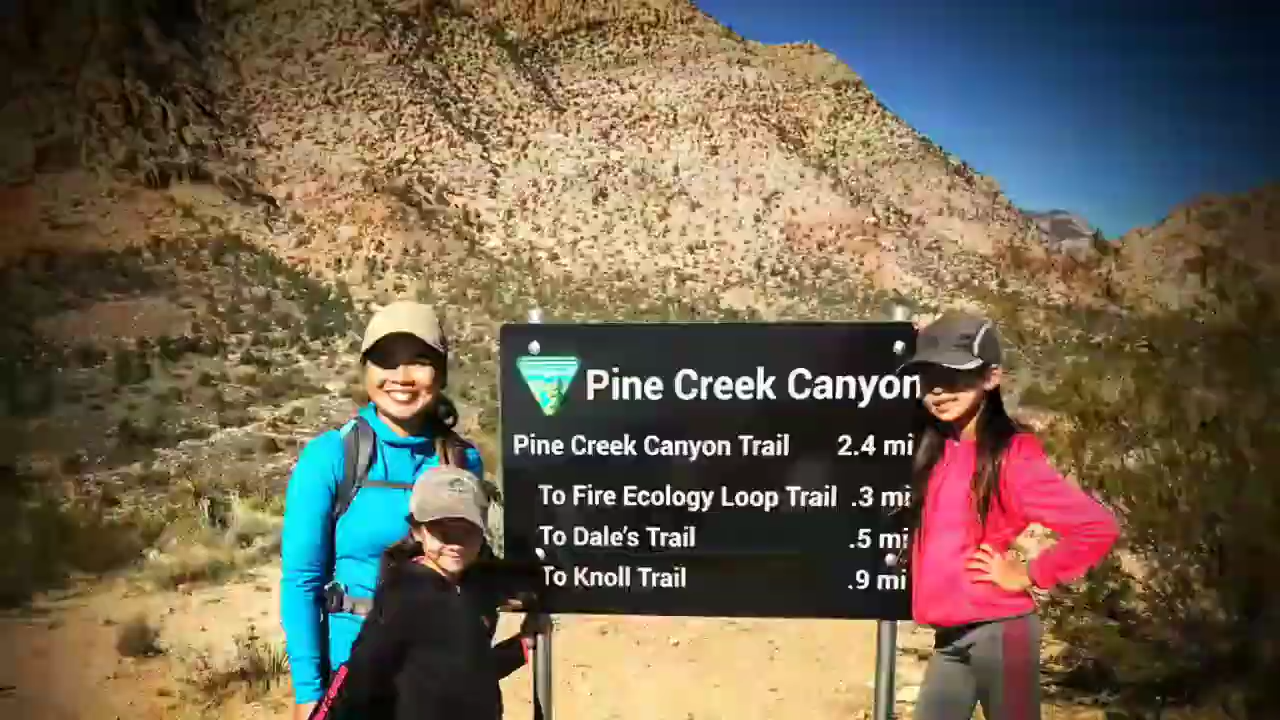 Pine Creek Canyon
Pine Creek Canyon Trail 2.4 mi
To Fire Ecology Loop Trail .3 mi
To Dale's Trail .5 mi
To Knoll Trail .9 mi